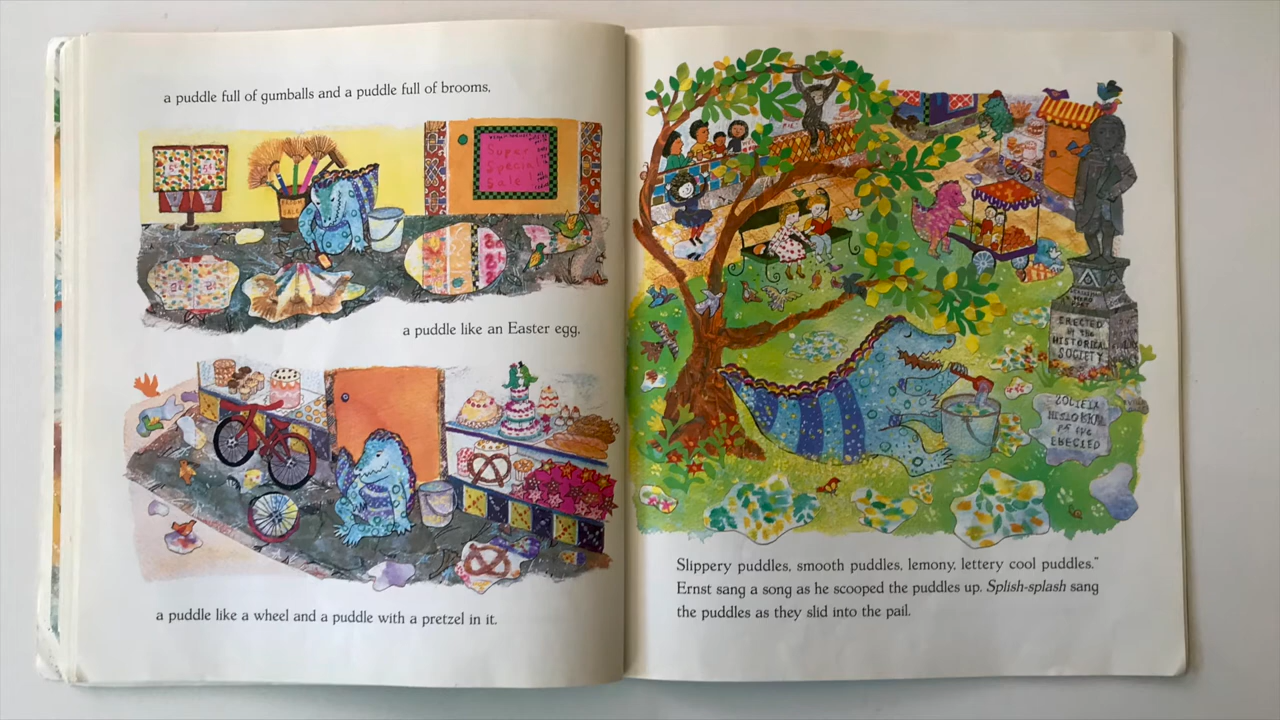 a puddle full of gumballs and a puddle full of brooms,
Super
Special
Sale!
SALE
a puddle like an Easter egg.
a puddle like a wheel and a puddle with a pretzel in it.
ERECTED
by the
HISTORICAL
SOCIETY
Slippery puddles, smooth puddles, lemony, lettery cool puddles."
Ernst sang a song as he scooped the puddles up. Splish-splash sang
the puddles as they slid into the pail.